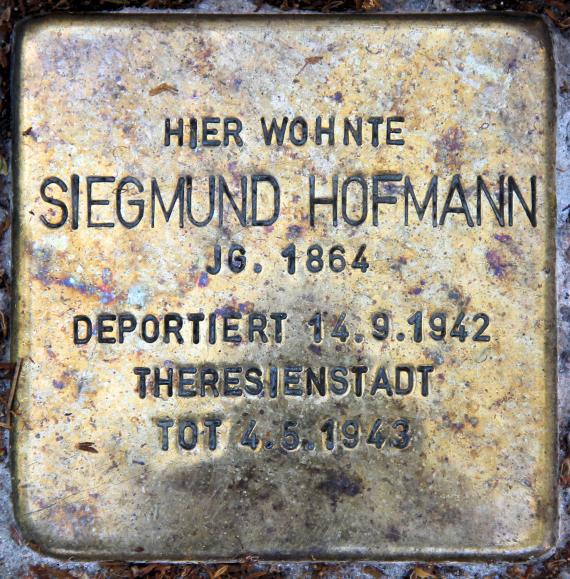 HIER WOHNTE
SIEGMUND HOFMANN
JG. 1864
DEPORTIERT 14.9.1942
THERESIENSTADT
TOT 4.5.1943